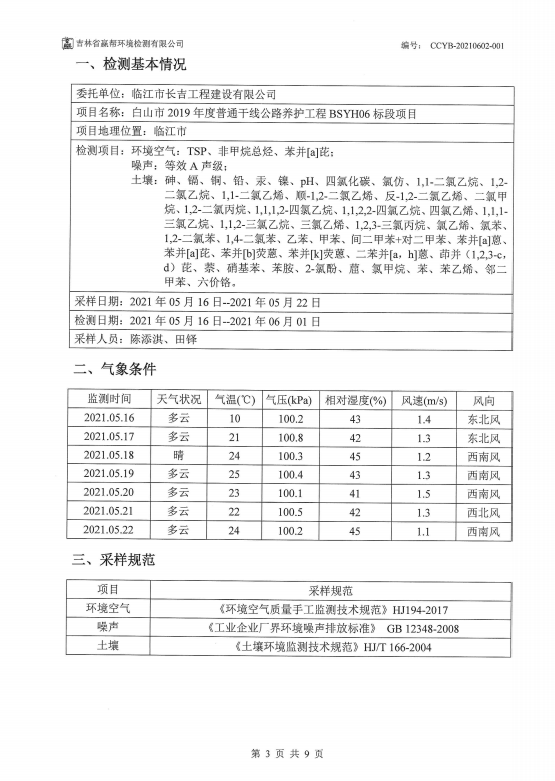 吉林省赢帮环境检测有限公司 编号： CCYB-20210602-001
一、检测基本情况
委托单位：临江市长吉工程建设有限公司
项目名称：白山市 2019 年度普通干线公路养护工程 BSYH06 标段项目
项目地理位置：临江市
检测项目：环境空气：TSP、非甲烷总烃、苯并[a]芘；
噪声：等效 A 声级；
土壤：砷、镉、铜、铅、汞、镍、pH、四氯化碳、氯仿、1,1-二氯乙烷、1,2-
二氯乙烷、1,1-二氯乙烯、顺-1,2-二氯乙烯、反-1,2-二氯乙烯、二氯甲
烷、1,2-二氯丙烷、1,1,1,2-四氯乙烷、1,1,2,2-四氯乙烷、四氯乙烯、1,1,1-
三氯乙烷、1,1,2-三氯乙烷、三氯乙烯、1,2,3-三氯丙烷、氯乙烯、氯苯、
1,2-二氯苯、1,4-二氯苯、乙苯、甲苯、间二甲苯+对二甲苯、苯并[a]蒽、
苯并[a]芘、苯并[b]荧蒽、苯并[k]荧蒽、二苯并[a，h]蒽、茚并（1,2,3-c,
d）芘、萘、硝基苯、苯胺、2-氯酚、䓛、氯甲烷、苯、苯乙烯、邻二
甲苯、六价铬。
采样日期：2021 年 05 月 16 日--2021 年 05 月 22 日
检测日期：2021 年 05 月 16 日--2021 年 06 月 01 日
采样人员：陈添淇、田铎
二、气象条件
监测时间 天气状况 气温(℃) 气压(kPa) 相对湿度(%) 风速(m/s) 风向
2021.05.16 多云 10 100.2 43 1.4 东北风
2021.05.17 多云 21 100.8 42 1.3 东北风
2021.05.18 晴 24 100.3 45 1.2 西南风
2021.05.19 多云 25 100.4 43 1.3 西南风
2021.05.20 多云 23 100.1 41 1.5 西南风
2021.05.21 多云 22 100.5 42 1.3 西北风
2021.05.22 多云 24 100.2 45 1.1 西南风
三、采样规范
项目 采样规范
环境空气 《环境空气质量手工监测技术规范》HJ194-2017
噪声 《工业企业厂界环境噪声排放标准》 GB 12348-2008
土壤 《土壤环境监测技术规范》HJ/T 166-2004
第 3 页 共 9 页